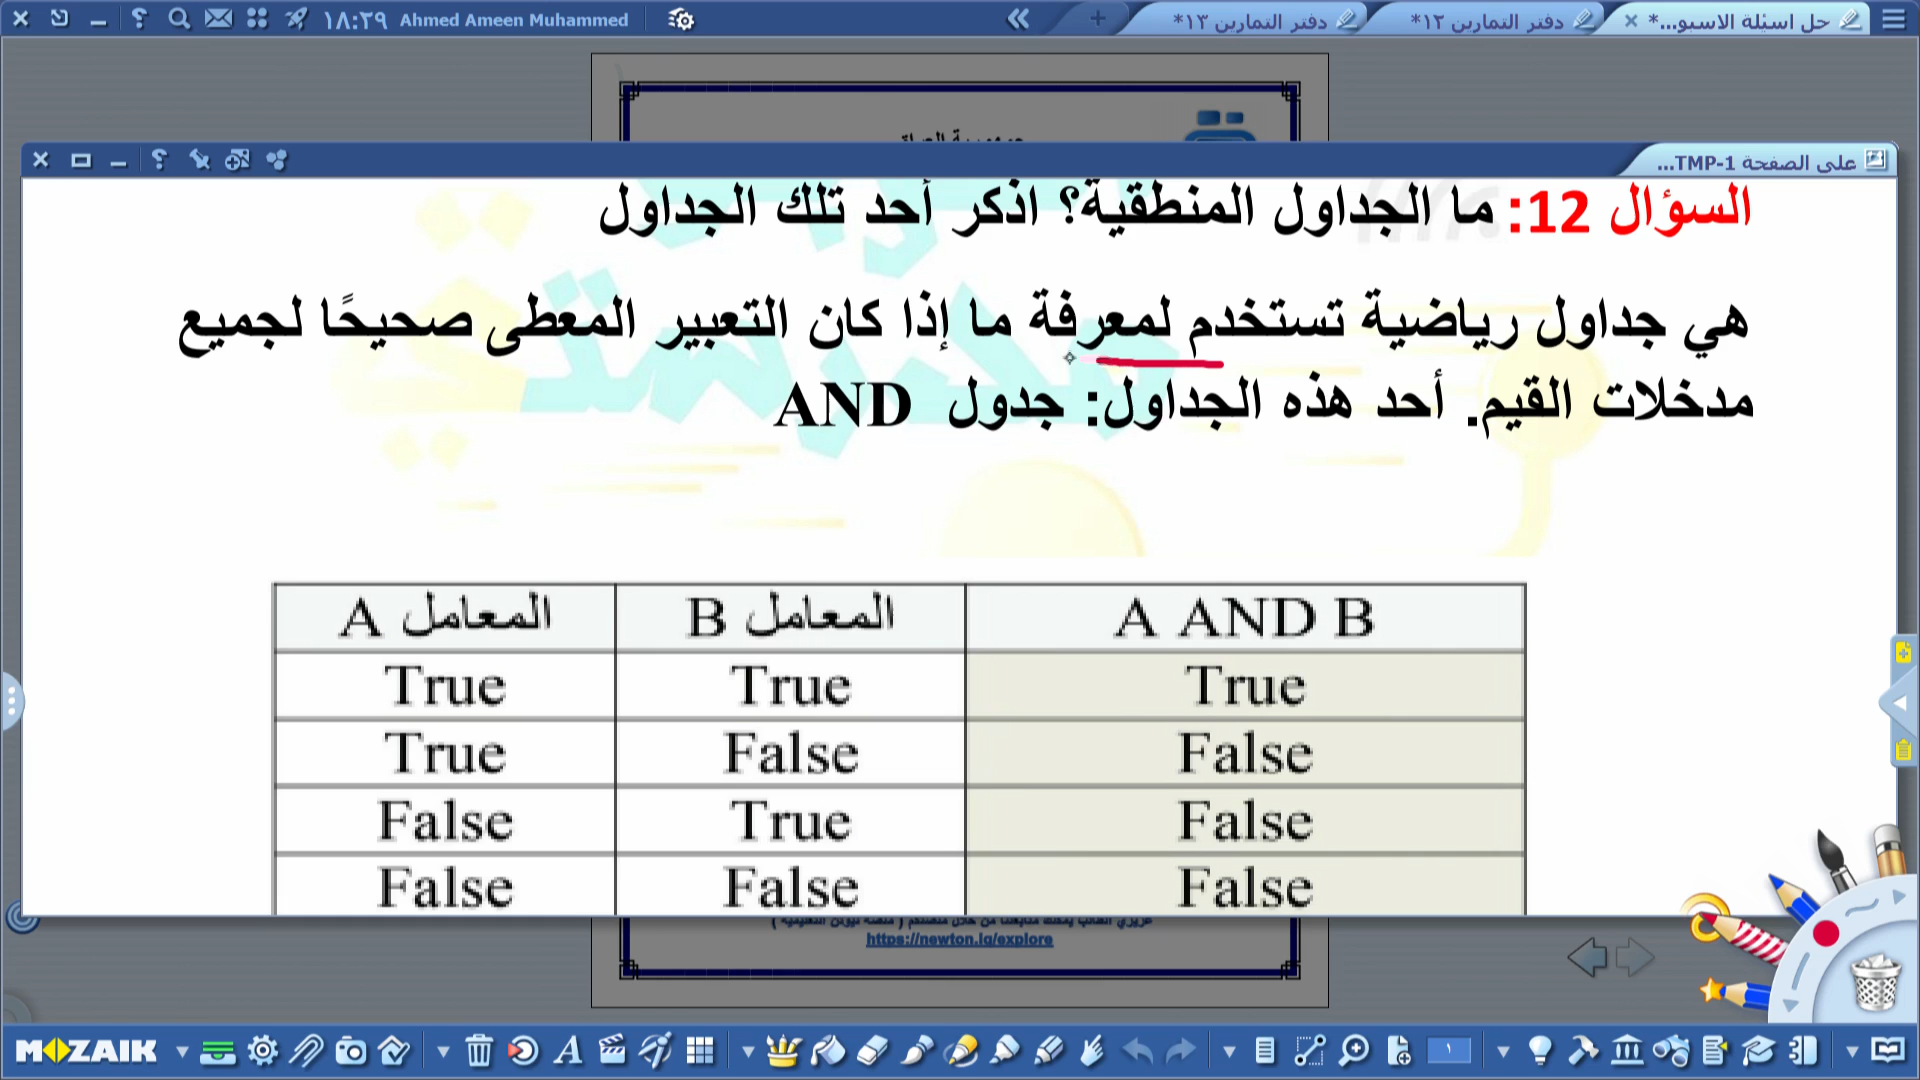 ١٨:٣٩ Ahmed Ameen Muhammed
دفتر التمارين ١٣*
دفتر التمارين ١٢*
حل اسئلة الاسبو...*
على الصفحة TMP-1...
السؤال 12: ما الجداول المنطقية؟ اذكر أحد تلك الجداول
هي جداول رياضية تستخدم لمعرفة ما إذا كان التعبير المعطى صحيحًا لجميع
مدخلات القيم. أحد هذه الجداول: جدول AND
المعامل A المعامل B A AND B
True True True
True False False
False True False
False False False
https://newton.iq/explore
MOZAIK
١